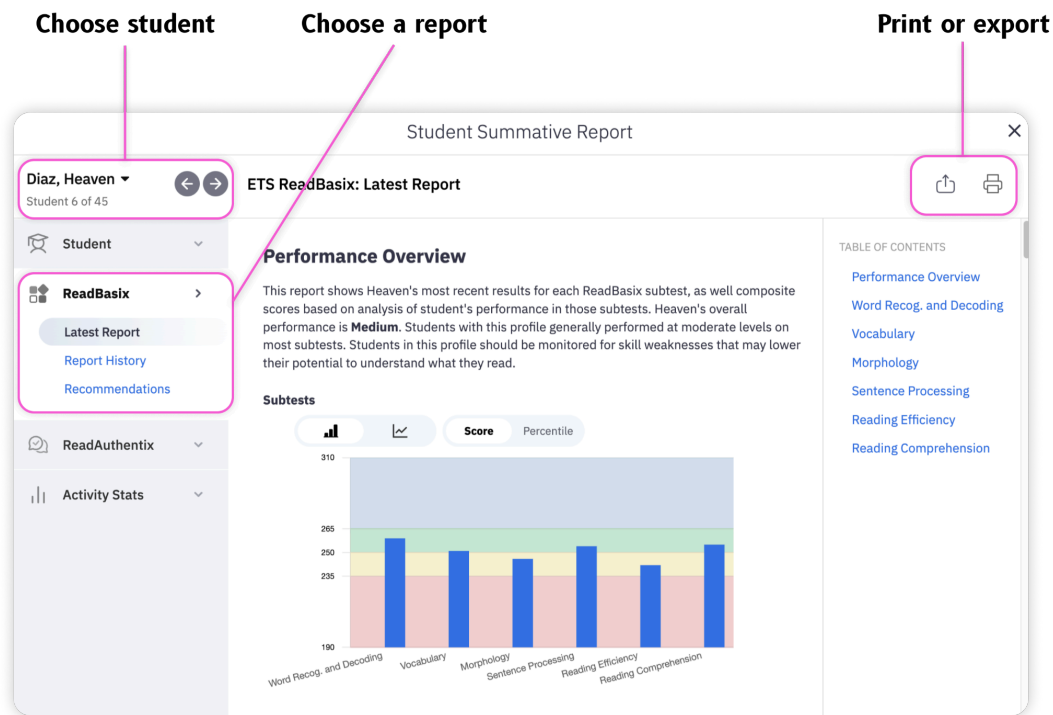 Choose student
Choose a report
Print or export
Student Summative Report
Diaz, Heaven
Student 6 of 45
ETS ReadBasix: Latest Report
Student
ReadBasix
Latest Report
Report History
Recommendations
ReadAuthentix
Activity Stats
Performance Overview
This report shows Heaven's most recent results for each ReadBasix subtest, as well composite
scores based on analysis of student's performance in those subtests. Heaven's overall
performance is Medium. Students with this profile generally performed at moderate levels on
most subtests. Students in this profile should be monitored for skill weaknesses that may lower
their potential to understand what they read.
Subtests
Score
Percentile
310
265
250
235
190
Word Recog. and Decoding
Vocabulary
Morphology
Sentence Processing
Reading Efficiency
Reading Comprehension
TABLE OF CONTENTS
Performance Overview
Word Recog. and Decoding
Vocabulary
Morphology
Sentence Processing
Reading Efficiency
Reading Comprehension